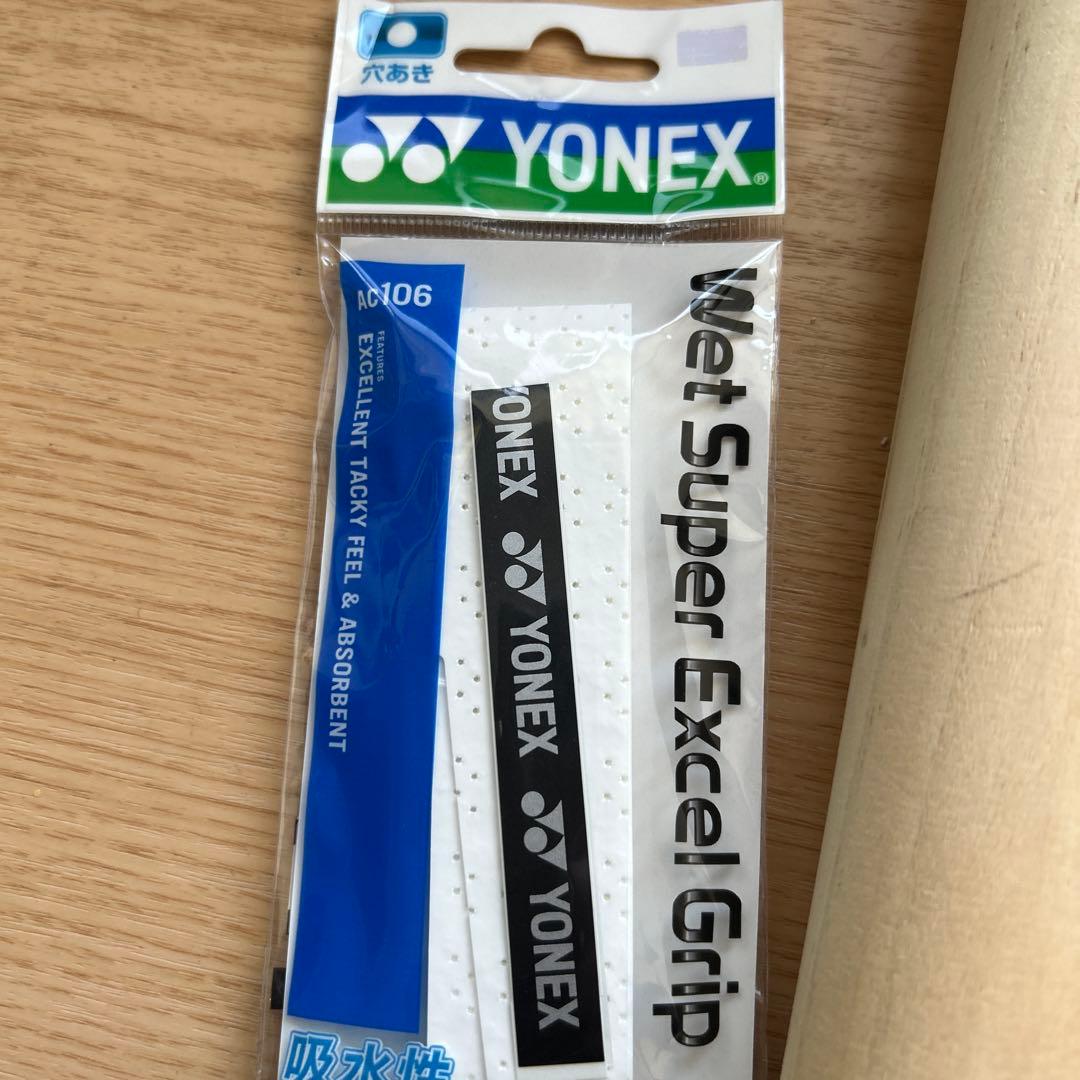 穴あき
YONEX®
AC106
FEATURES
EXCELLENT TACKY FEEL & ABSORBENT
YONEX
YONEX
YONEX
Wet Super Excel Grip
吸水性